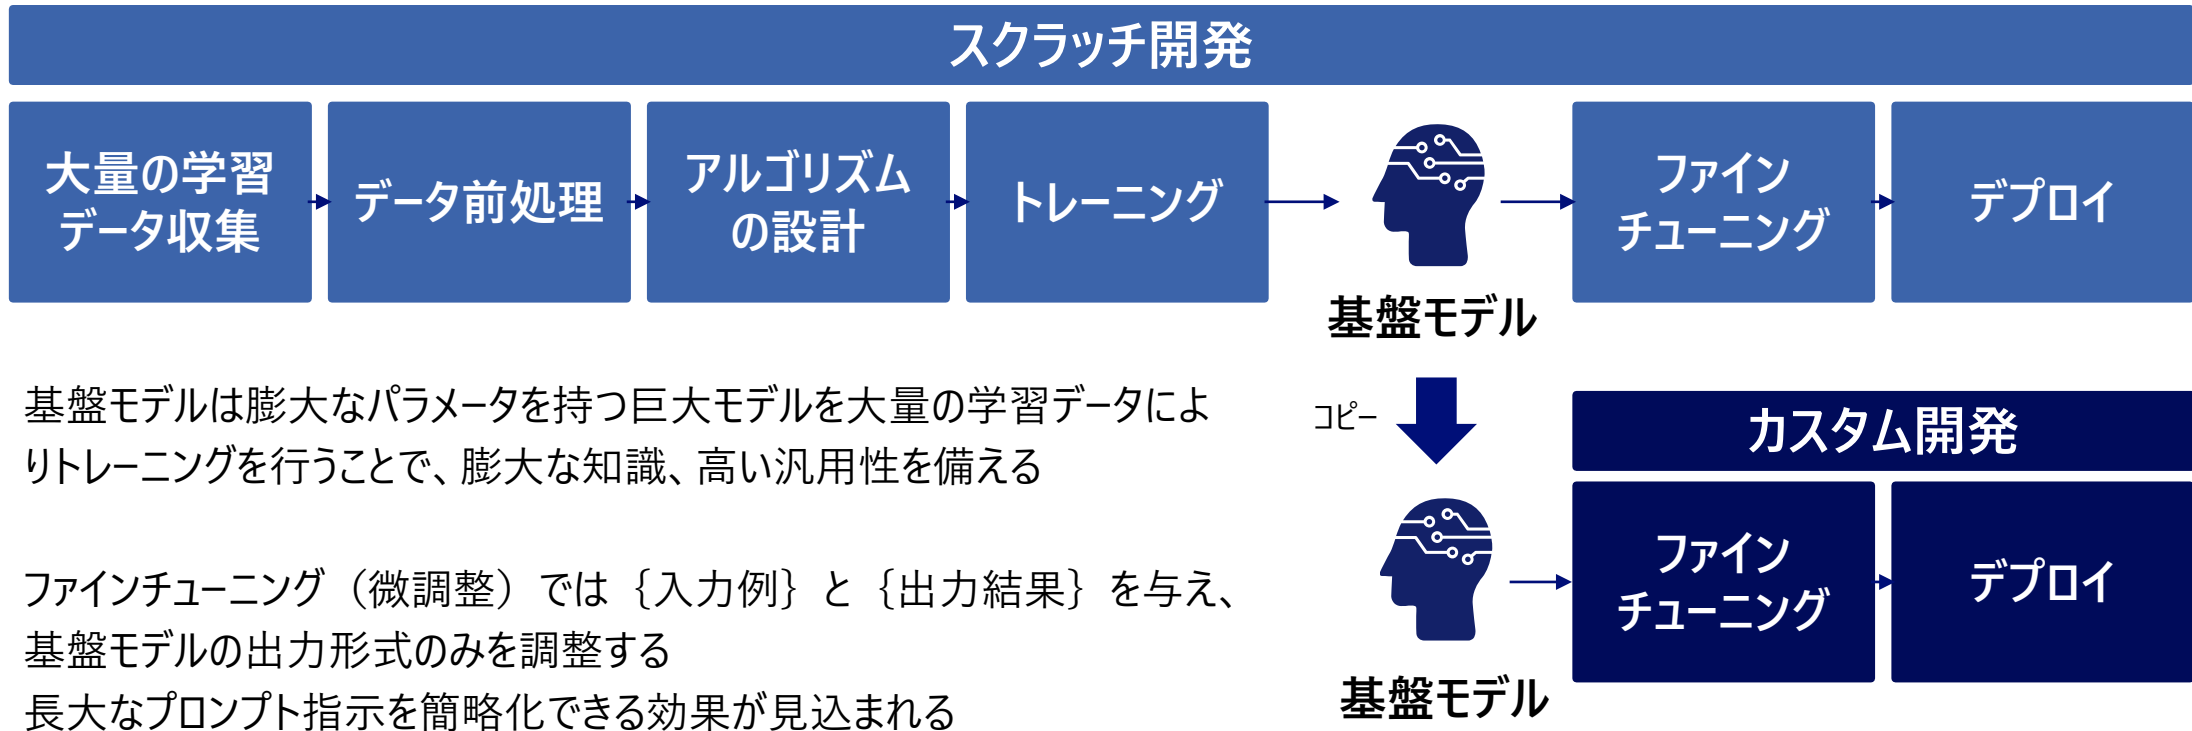 スクラッチ開発
大量の学習
データ収集
データ前処理
アルゴリズム
の設計
トレーニング
基盤モデル
ファイン
チューニング
デプロイ
基盤モデルは膨大なパラメータを持つ巨大モデルを大量の学習データによ
りトレーニングを行うことで、膨大な知識、高い汎用性を備える
ファインチューニング（微調整）では｛入力例｝と｛出力結果｝を与え、
基盤モデルの出力形式のみを調整する
長大なプロンプト指示を簡略化できる効果が見込まれる
コピー
カスタム開発
基盤モデル
ファイン
チューニング
デプロイ